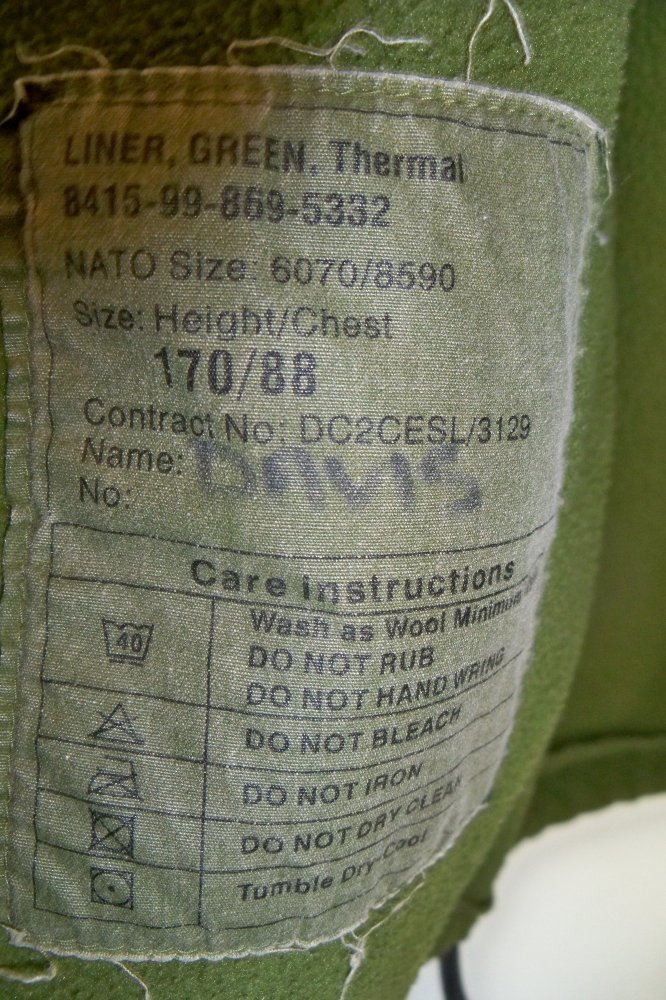 LINER, GREEN, Thermal
8415-99-869-5332
NATO Size: 6070/8590
Size: Height/Chest
170/88
Contract No: DC2CESL/3129
Name: DAVIS
No:
Care instructions
Wash as Wool Minimum
40
DO NOT RUB
DO NOT HAND WRING
DO NOT BLEACH
DO NOT IRON
DO NOT DRY CLEAN
Tumble Dry Cool